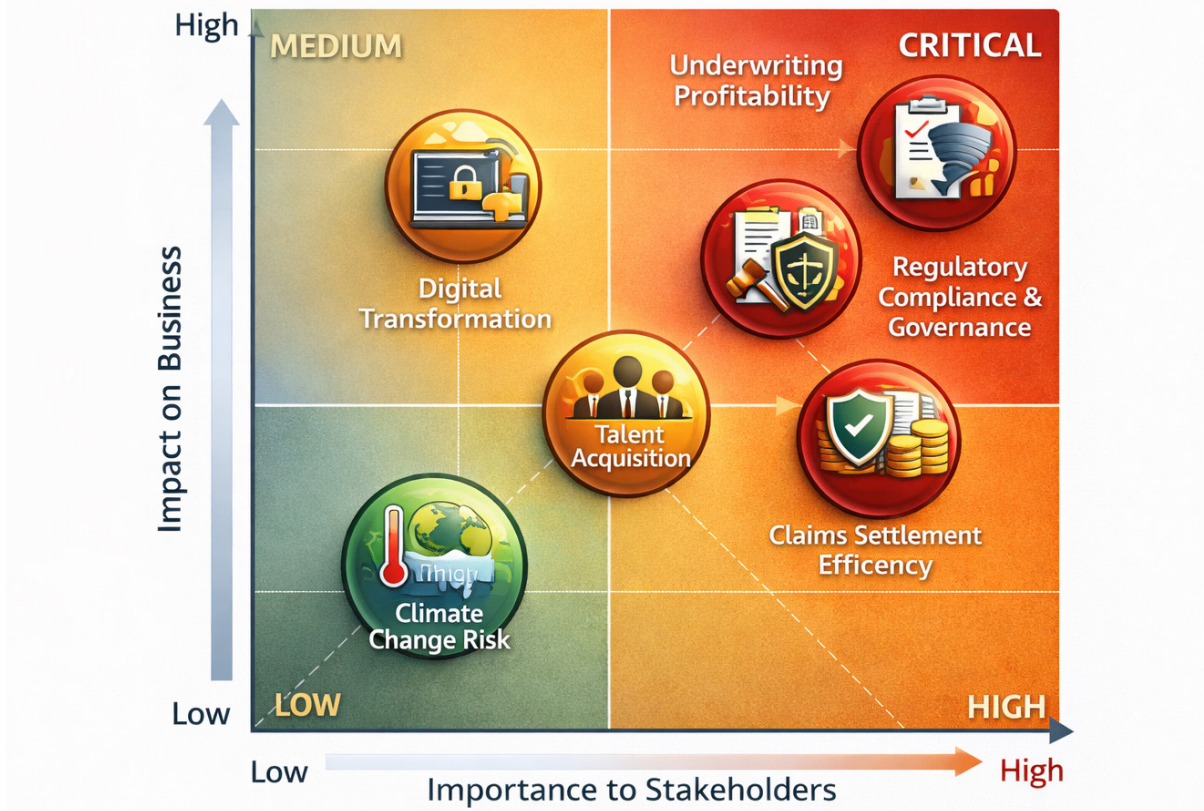 High
MEDIUM
CRITICAL
Underwriting
Profitability
Digital
Transformation
Regulatory
Compliance &
Governance
Talent
Acquisition
Claims Settlement
Efficency
Climate
Change Risk
LOW
HIGH
Impact on Business
Low
Low
High
Importance to Stakeholders